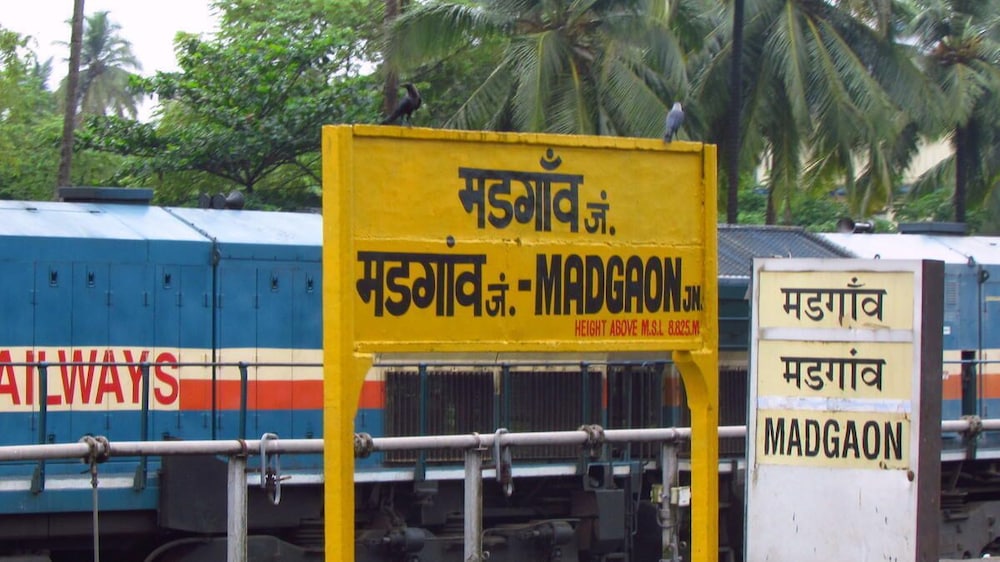 मडगाँव जं.
मडगांव जं.-MADGAON JN.
HEIGHT ABOVE M.S.L 8.825.M
AILWAYS
मडगाँव
मडगांव
MADGAON